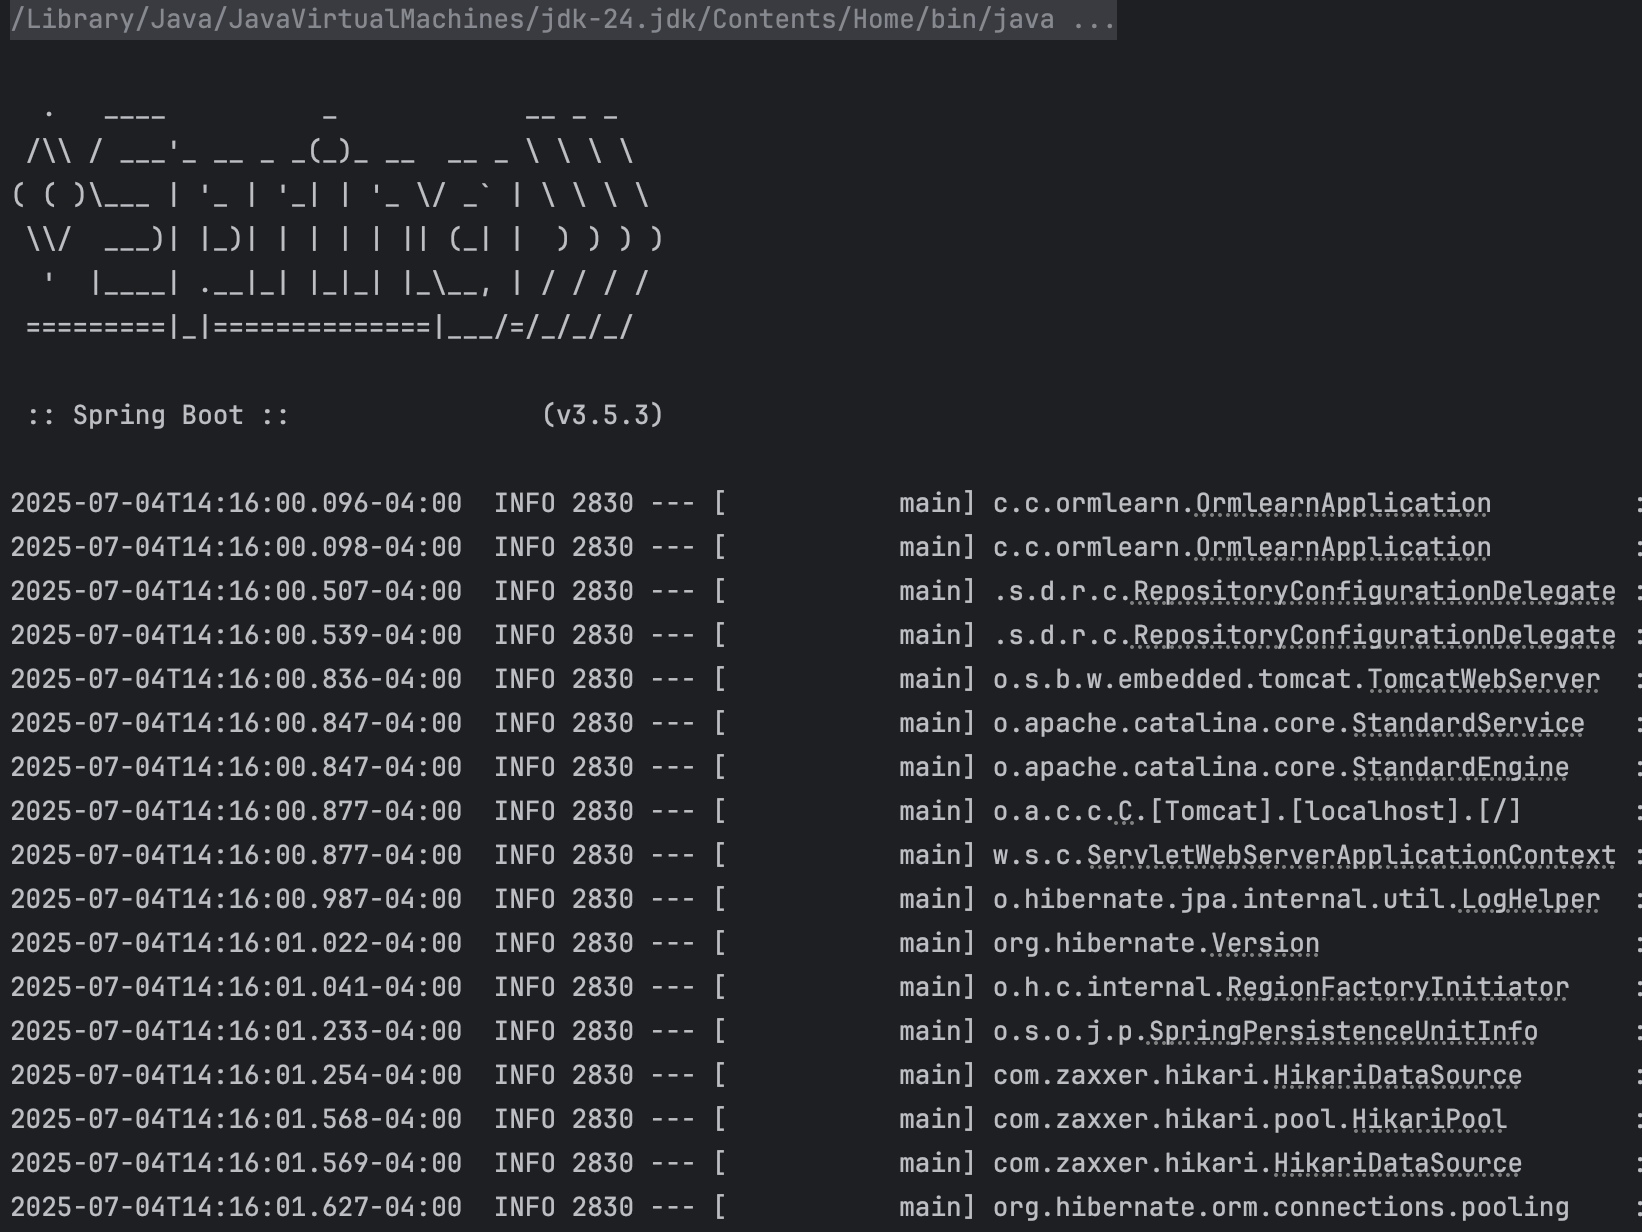 /Library/Java/JavaVirtualMachines/jdk-24.jdk/Contents/Home/bin/java ...
  .   ____          _            __ _ _
 /\\ / ___'_ __ _ _(_)_ __  __ _ \ \ \ \
( ( )\___ | '_ | '_| | '_ \/ _` | \ \ \ \
 \\/  ___)| |_)| | | | | || (_| |  ) ) ) )
  '  |____| .__|_| |_|_| |_\__, | / / / /
 =========|_|==============|___/=/_/_/_/
 :: Spring Boot ::                (v3.5.3)
2025-07-04T14:16:00.096-04:00  INFO 2830 --- [           main] c.c.ormlearn.OrmlearnApplication         :
2025-07-04T14:16:00.098-04:00  INFO 2830 --- [           main] c.c.ormlearn.OrmlearnApplication         :
2025-07-04T14:16:00.507-04:00  INFO 2830 --- [           main] .s.d.r.c.RepositoryConfigurationDelegate :
2025-07-04T14:16:00.539-04:00  INFO 2830 --- [           main] .s.d.r.c.RepositoryConfigurationDelegate :
2025-07-04T14:16:00.836-04:00  INFO 2830 --- [           main] o.s.b.w.embedded.tomcat.TomcatWebServer  :
2025-07-04T14:16:00.847-04:00  INFO 2830 --- [           main] o.apache.catalina.core.StandardService   :
2025-07-04T14:16:00.847-04:00  INFO 2830 --- [           main] o.apache.catalina.core.StandardEngine    :
2025-07-04T14:16:00.877-04:00  INFO 2830 --- [           main] o.a.c.c.C.[Tomcat].[localhost].[/]       :
2025-07-04T14:16:00.877-04:00  INFO 2830 --- [           main] w.s.c.ServletWebServerApplicationContext :
2025-07-04T14:16:00.987-04:00  INFO 2830 --- [           main] o.hibernate.jpa.internal.util.LogHelper  :
2025-07-04T14:16:01.022-04:00  INFO 2830 --- [           main] org.hibernate.Version                    :
2025-07-04T14:16:01.041-04:00  INFO 2830 --- [           main] o.h.c.internal.RegionFactoryInitiator    :
2025-07-04T14:16:01.233-04:00  INFO 2830 --- [           main] o.s.o.j.p.SpringPersistenceUnitInfo      :
2025-07-04T14:16:01.254-04:00  INFO 2830 --- [           main] com.zaxxer.hikari.HikariDataSource       :
2025-07-04T14:16:01.568-04:00  INFO 2830 --- [           main] com.zaxxer.hikari.pool.HikariPool        :
2025-07-04T14:16:01.569-04:00  INFO 2830 --- [           main] com.zaxxer.hikari.HikariDataSource       :
2025-07-04T14:16:01.627-04:00  INFO 2830 --- [           main] org.hibernate.orm.connections.pooling    :